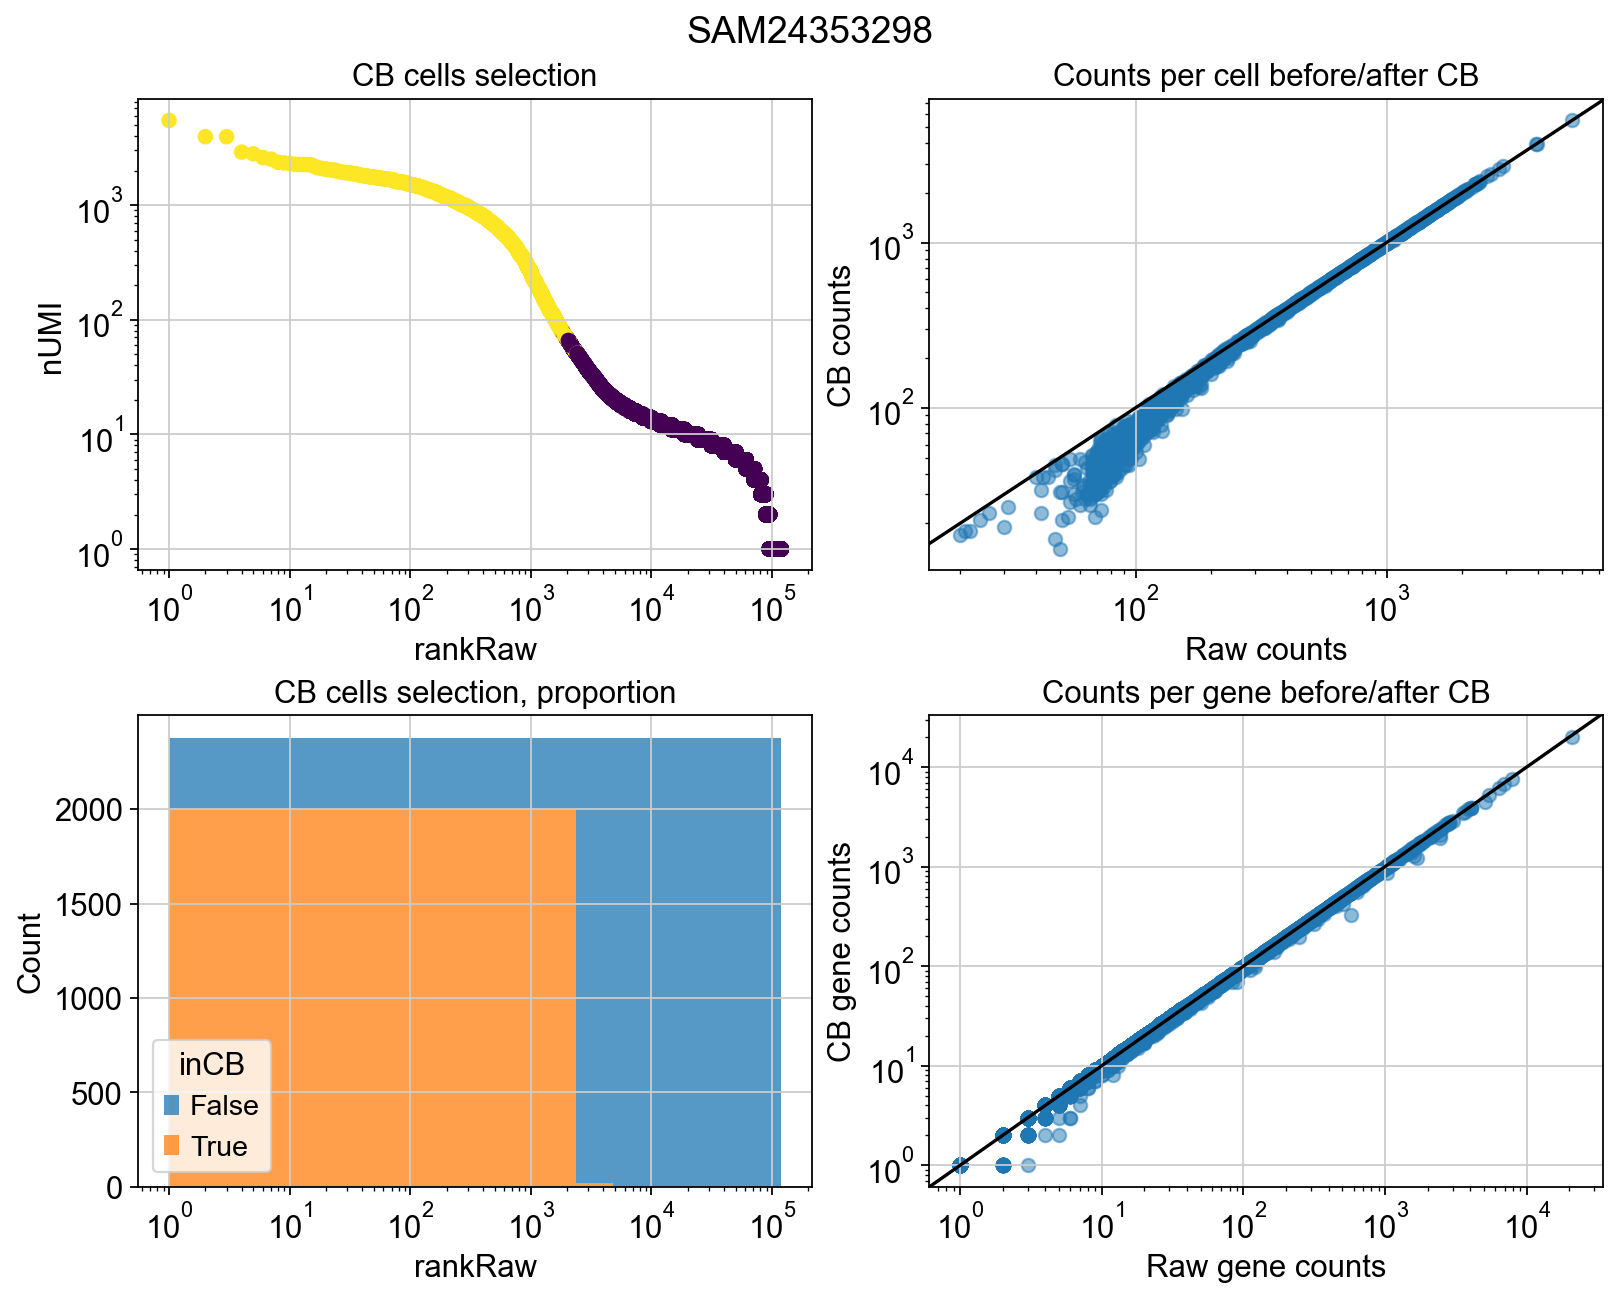 SAM24353298
CB cells selection
nUMI
10^3
10^2
10^1
10^0
10^0 10^1 10^2 10^3 10^4 10^5
rankRaw
Counts per cell before/after CB
CB counts
10^3
10^2
10^2 10^3
Raw counts
CB cells selection, proportion
Count
2000
1500
1000
500
0
inCB
False
True
10^0 10^1 10^2 10^3 10^4 10^5
rankRaw
Counts per gene before/after CB
CB gene counts
10^4
10^3
10^2
10^1
10^0
10^0 10^1 10^2 10^3 10^4
Raw gene counts